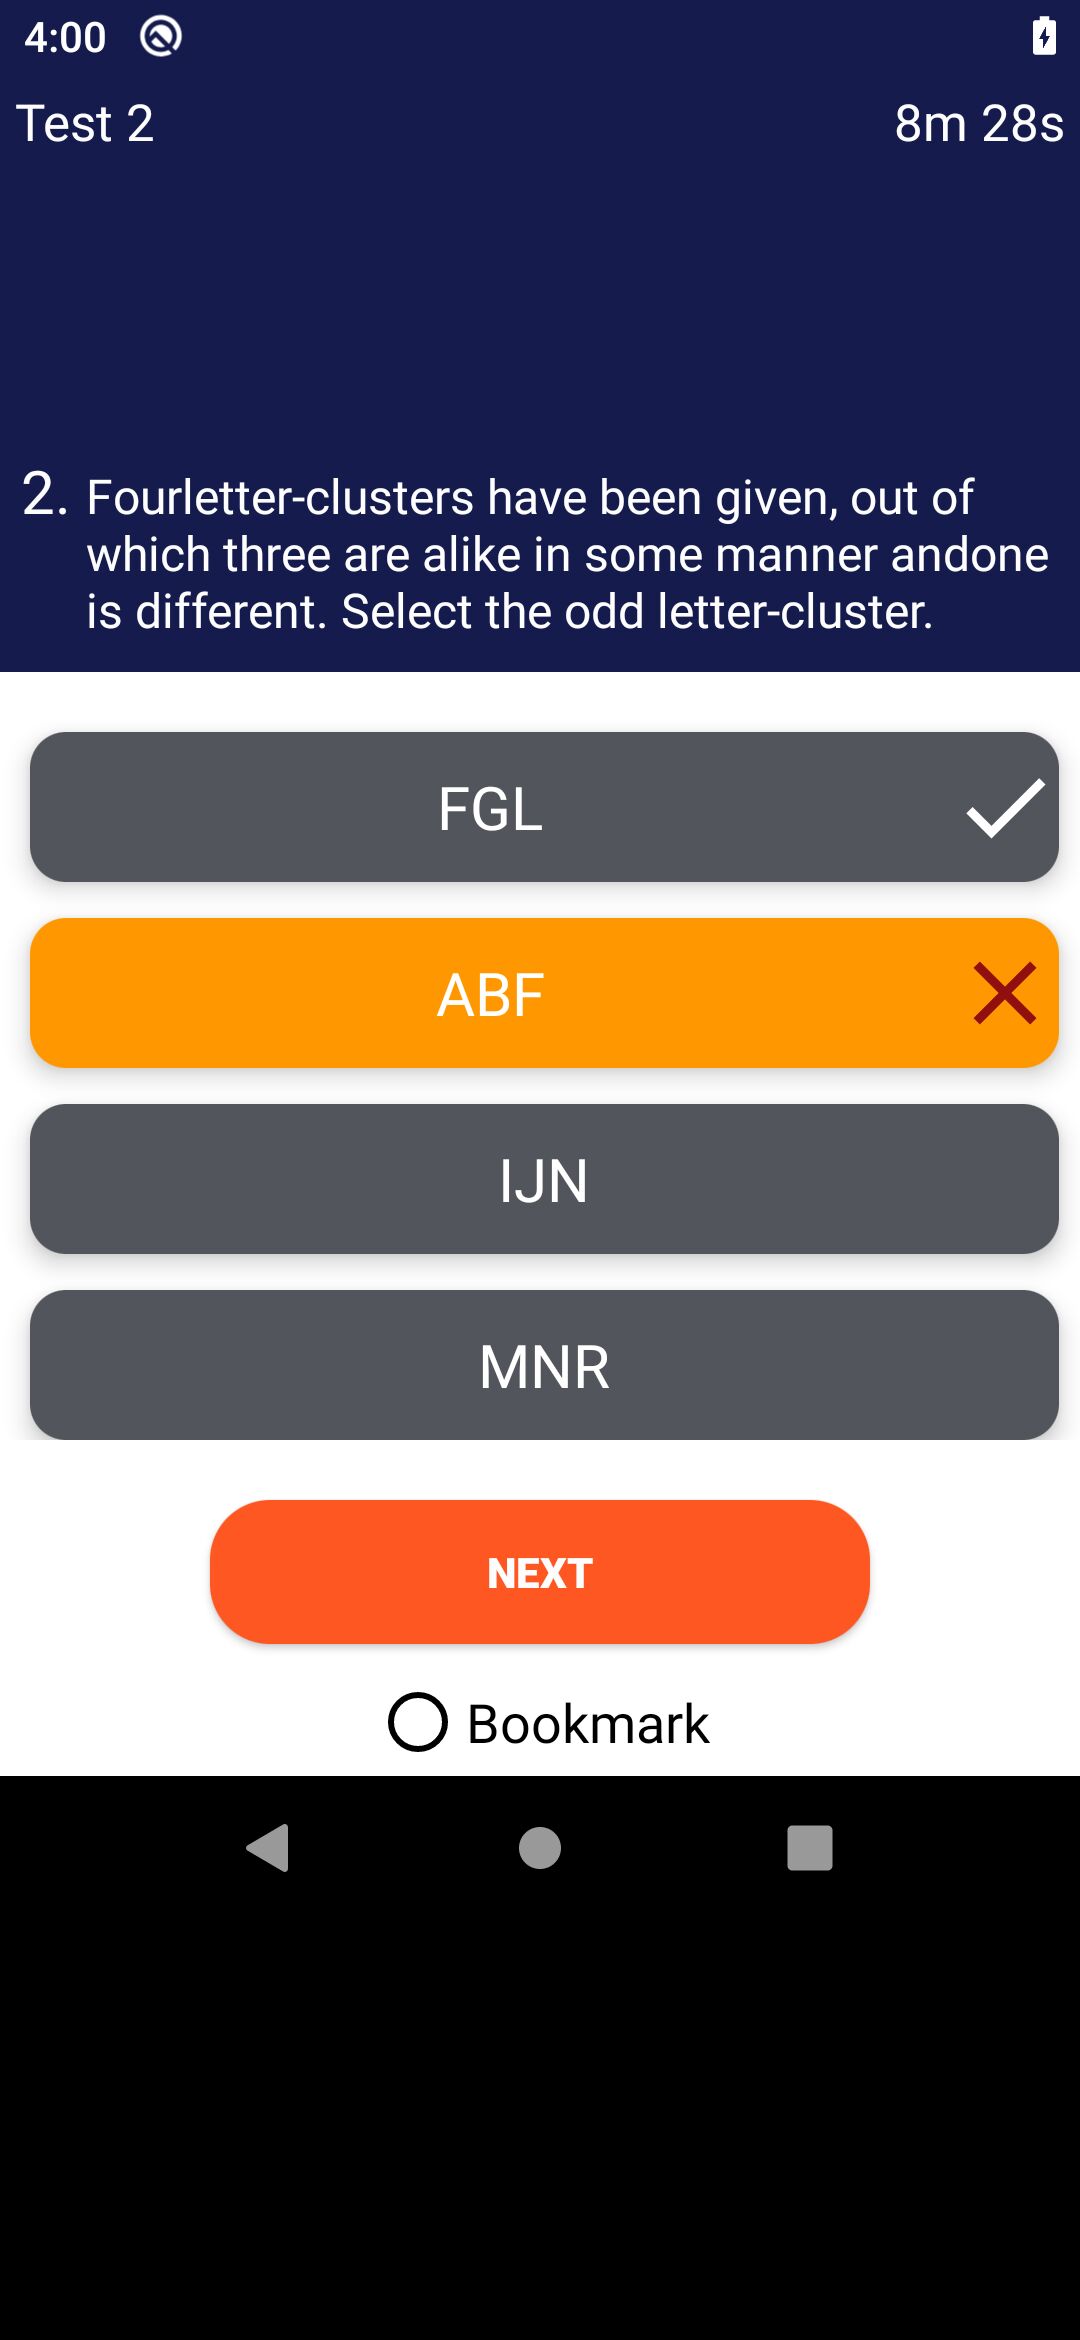 4:00
Test 2
8m 28s
2. Fourletter-clusters have been given, out of
which three are alike in some manner andone
is different. Select the odd letter-cluster.
FGL
ABF
IJN
MNR
NEXT
Bookmark